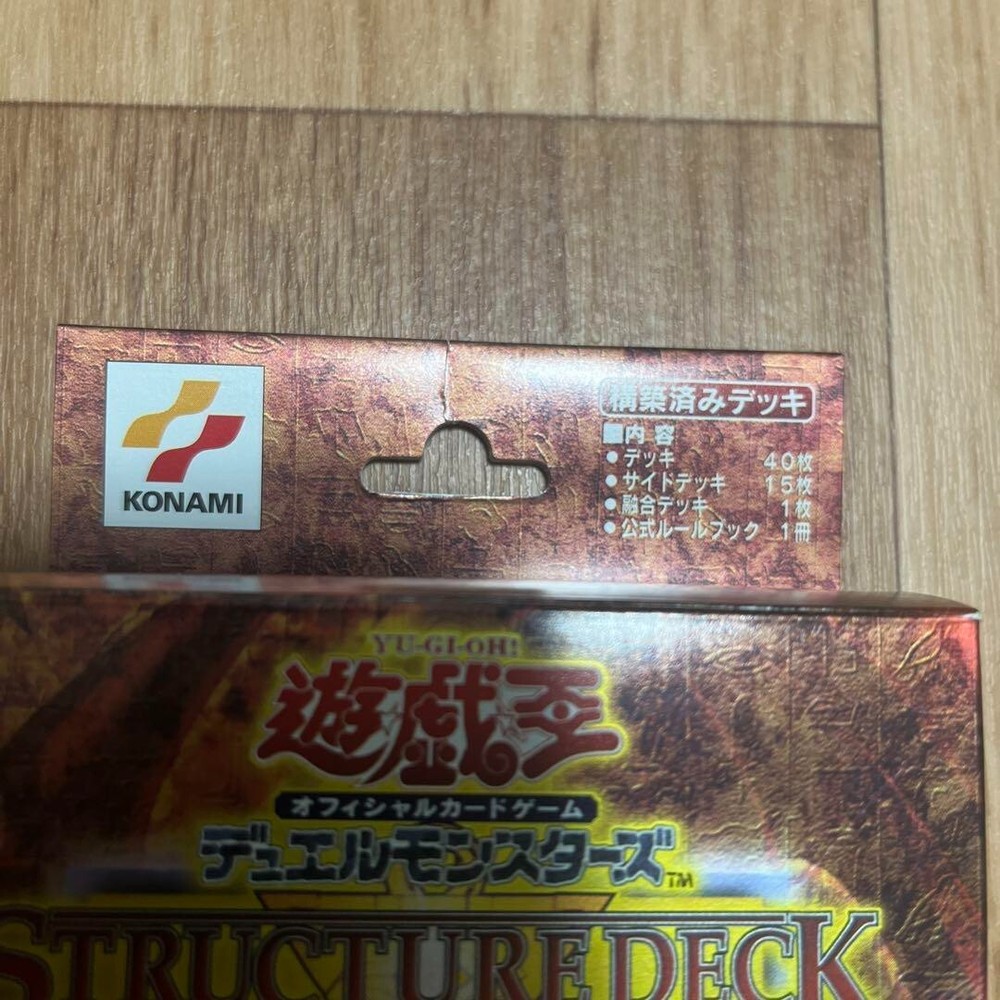 KONAMI
構築済みデッキ
■内 容
●デッキ 40枚
●サイドデッキ 15枚
●融合デッキ 1枚
●公式ルールブック 1冊
YU-GI-OH!
遊戯王
オフィシャルカードゲーム
デュエルモンスターズ™
STRUCTURE DECK